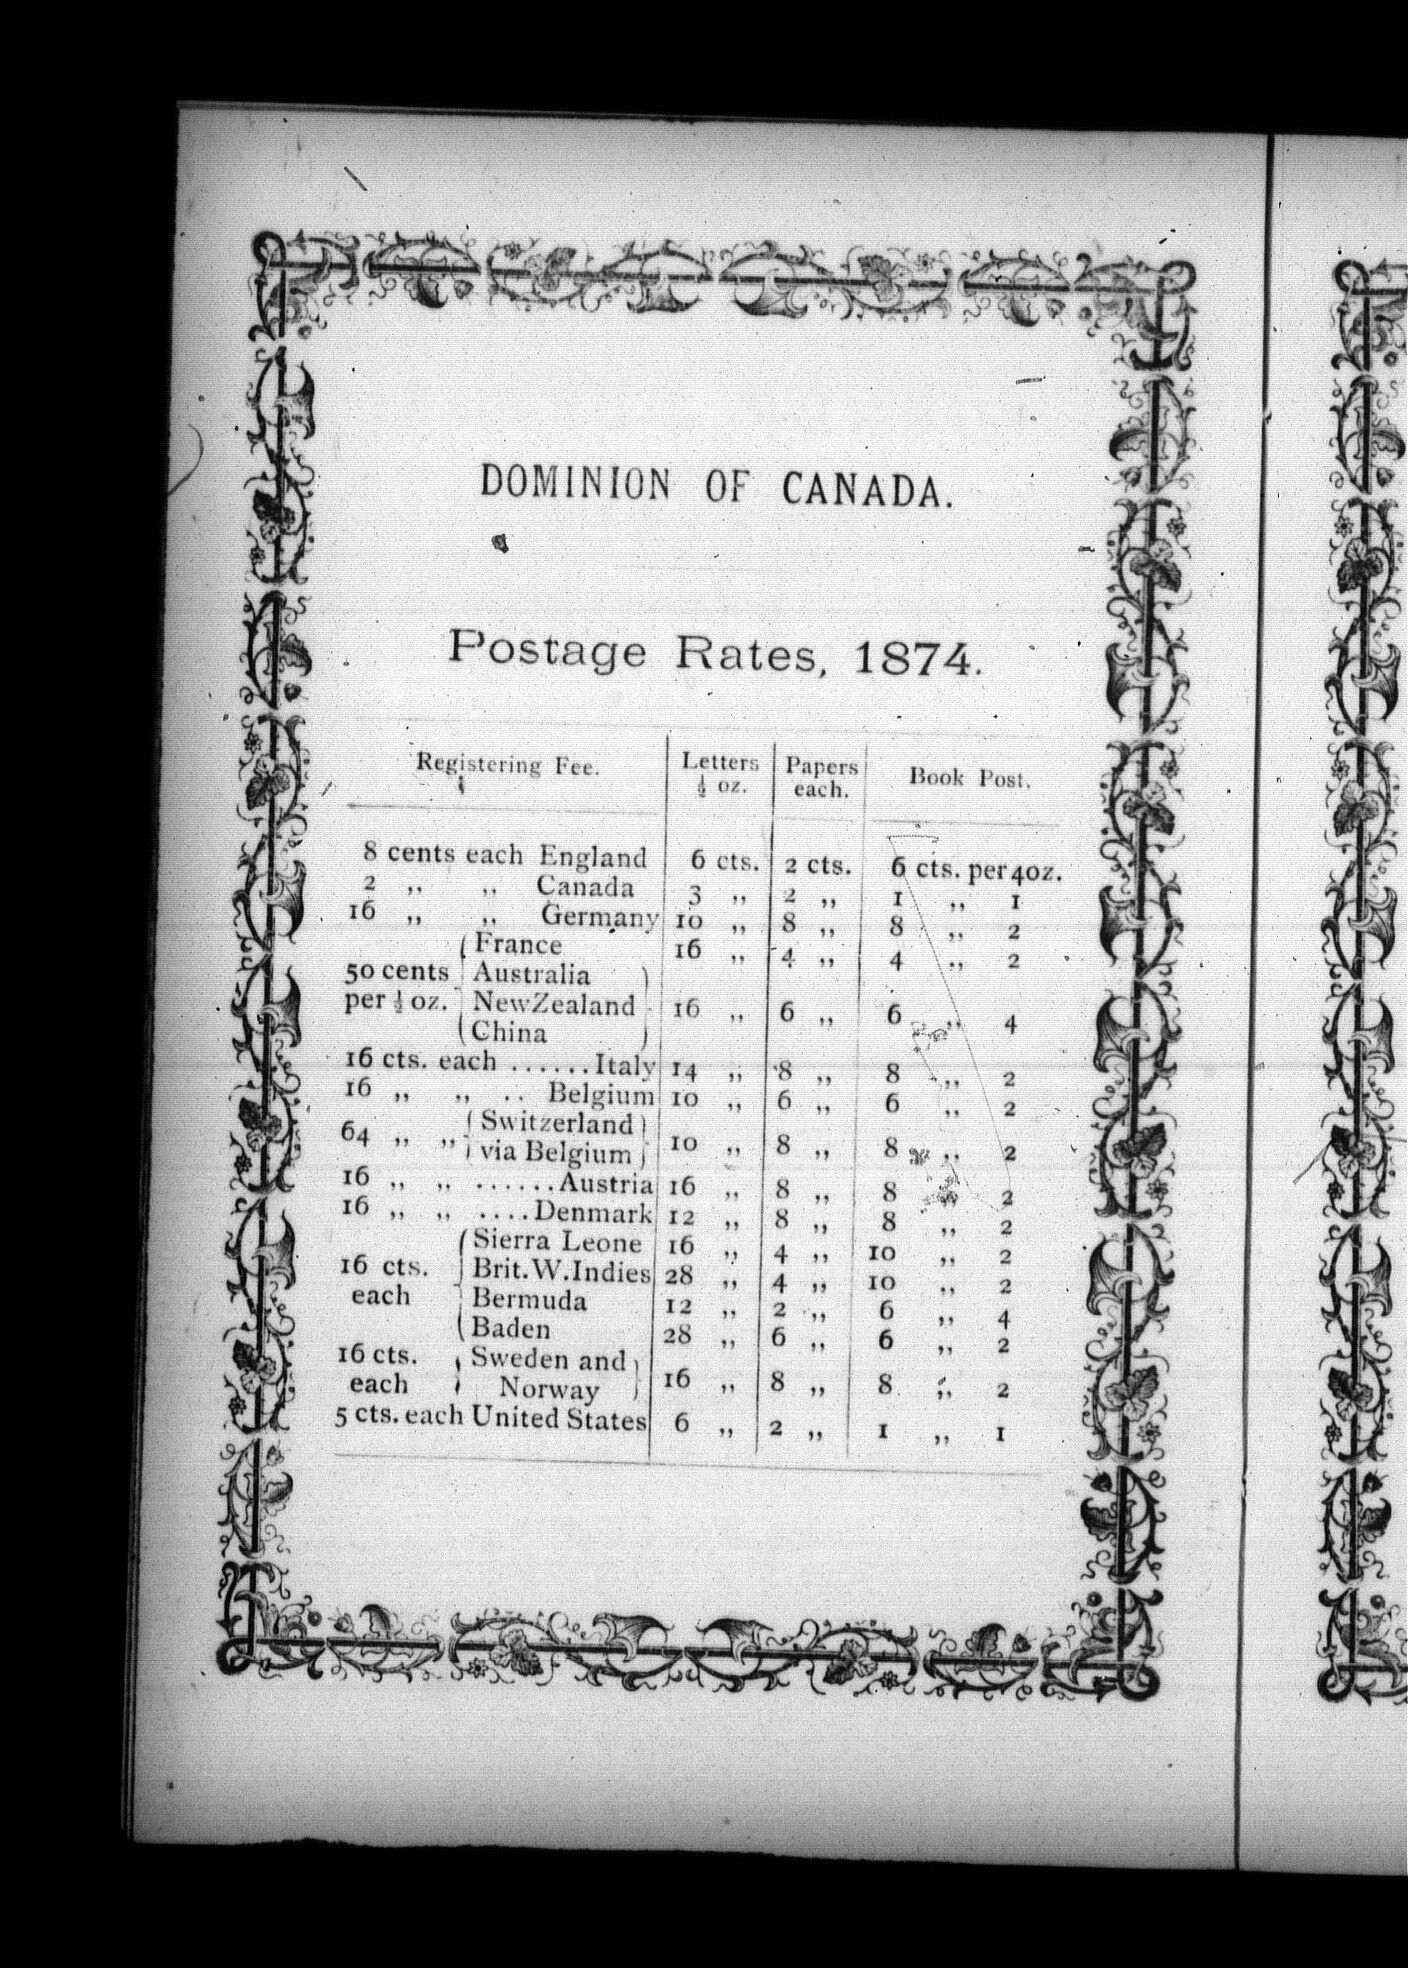 DOMINION OF CANADA.
Postage Rates, 1874.
Registering Fee. Letters ½ oz. Papers each. Book Post.
8 cents each England 6 cts. 2 cts. 6 cts. per 4oz.
2 ,, ,, Canada 3 ,, 2 ,, 1 ,, 1
16 ,, ,, Germany 10 ,, 8 ,, 8 ,, 2
France 16 ,, 4 ,, 4 ,, 2
50 cents Australia
per ½ oz. New Zealand 16 ,, 6 ,, 6 ,, 4
China
16 cts. each ......Italy 14 ,, 8 ,, 8 ,, 2
16 ,, ,, .. Belgium 10 ,, 6 ,, 6 ,, 2
64 ,, ,, Switzerland via Belgium 10 ,, 8 ,, 8 ,, 2
16 ,, ,, ......Austria 16 ,, 8 ,, 8 ,, 2
16 ,, ,, ....Denmark 12 ,, 8 ,, 8 ,, 2
Sierra Leone 16 ,, 4 ,, 10 ,, 2
16 cts. Brit. W. Indies 28 ,, 4 ,, 10 ,, 2
each Bermuda 12 ,, 2 ,, 6 ,, 4
Baden 28 ,, 6 ,, 6 ,, 2
16 cts. each Sweden and Norway 16 ,, 8 ,, 8 ,, 2
5 cts. each United States 6 ,, 2 ,, 1 ,, 1